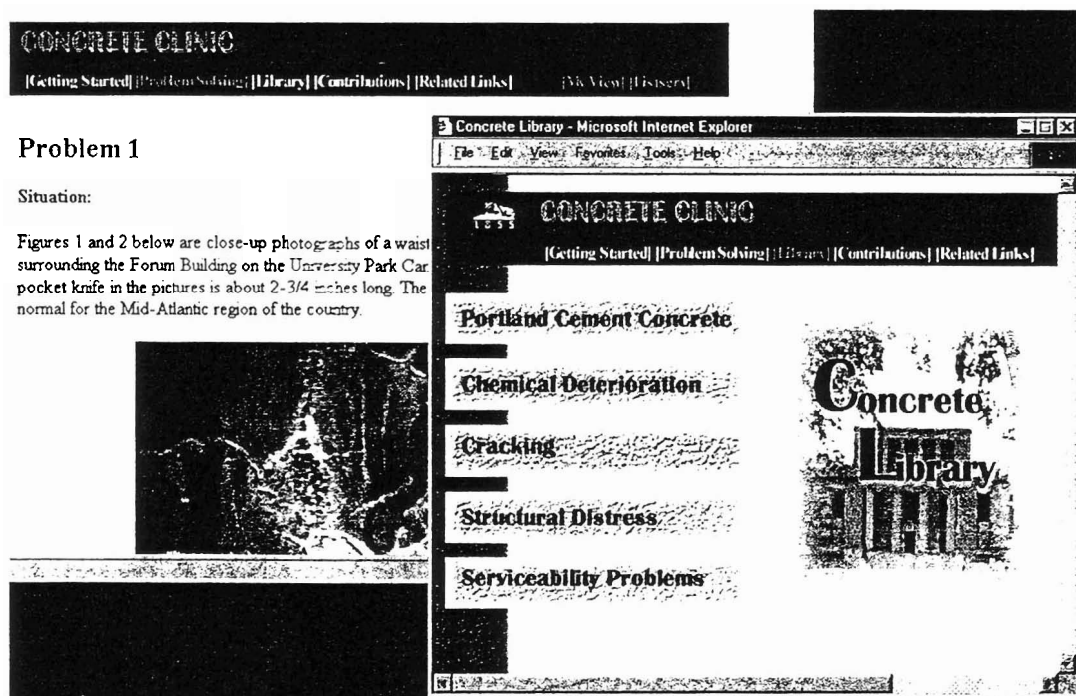 CONCRETE CLINIC
[Getting Started] [Problem Solving] [Library] [Contributions] [Related Links] [Listserv]
Problem 1
Situation:
Figures 1 and 2 below are close-up photographs of a waist
surrounding the Forum Building on the University Park Car
pocket knife in the pictures is about 2-3/4 inches long. The
normal for the Mid-Atlantic region of the country.
Concrete Library - Microsoft Internet Explorer
File Edit View Favorites Tools Help
1855
CONCRETE CLINIC
[Getting Started] [Problem Solving] [Library] [Contributions] [Related Links]
Portland Cement Concrete
Chemical Deterioration
Cracking
Structural Distress
Serviceability Problems
Concrete
Library